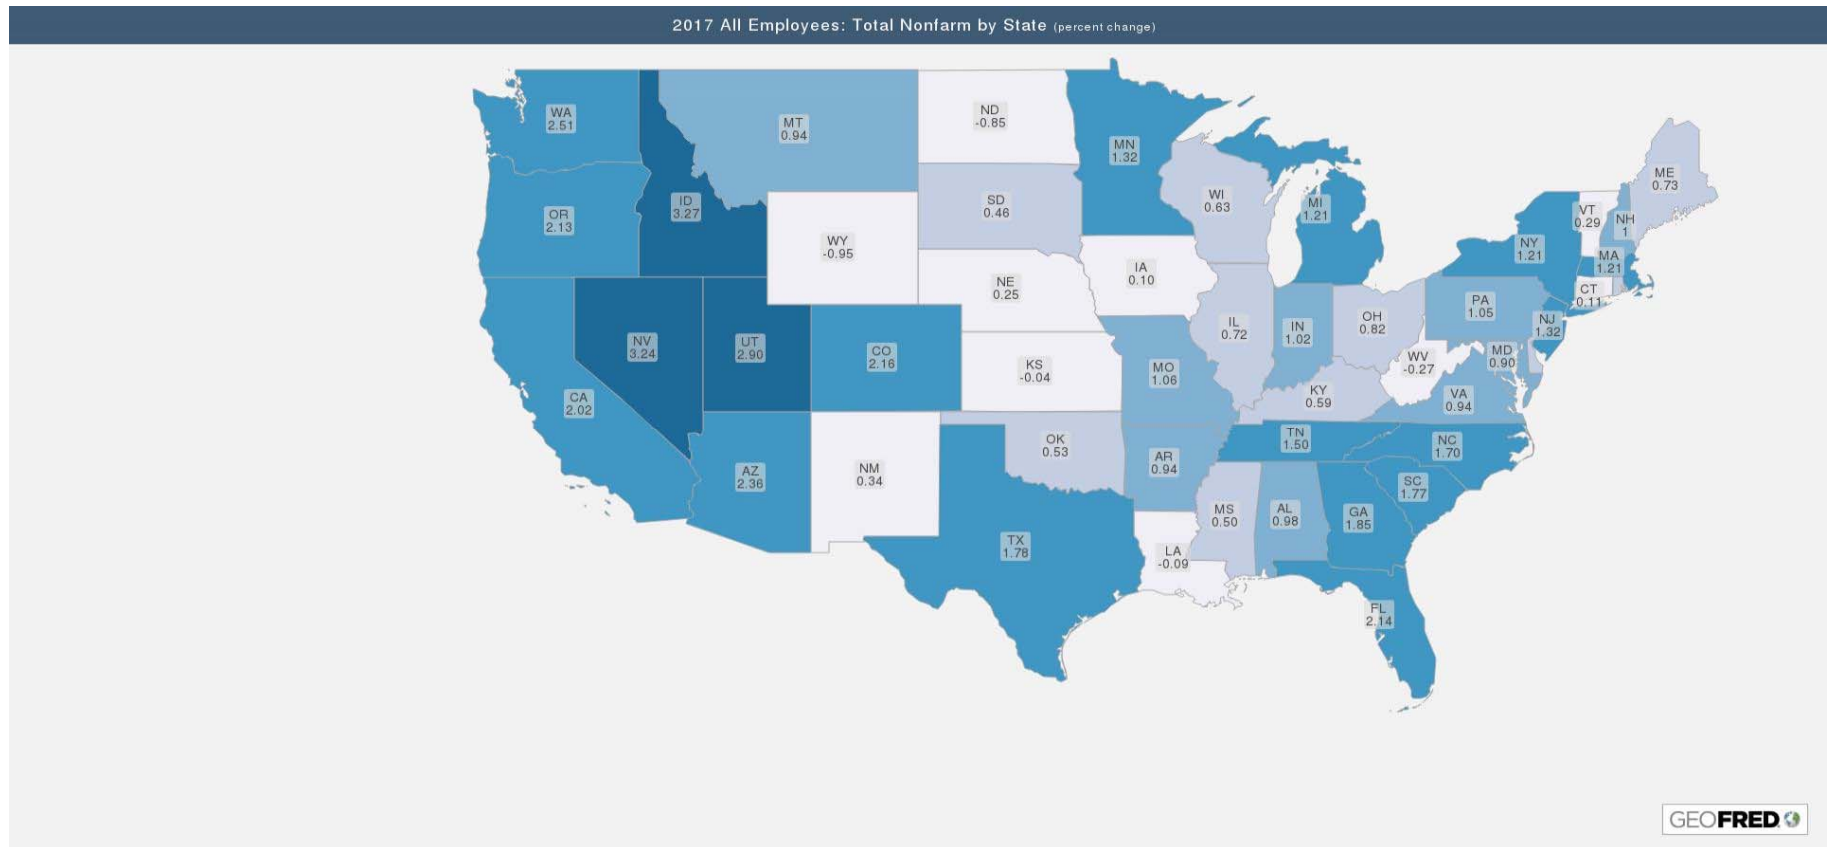 2017 All Employees: Total Nonfarm by State (percent change)
WA
2.51
MT
0.94
ND
-0.85
MN
1.32
ME
0.73
OR
2.13
ID
3.27
SD
0.46
WI
0.63
MI
1.21
VT
0.29
NH
1
WY
-0.95
NY
1.21
MA
1.21
IA
0.10
NE
0.25
CT
0.11
PA
1.05
NJ
1.32
IL
0.72
IN
1.02
OH
0.82
NV
3.24
UT
2.90
CO
2.16
KS
-0.04
MO
1.06
WV
-0.27
MD
0.90
CA
2.02
KY
0.59
VA
0.94
TN
1.50
NC
1.70
OK
0.53
AR
0.94
AZ
2.36
NM
0.34
SC
1.77
MS
0.50
AL
0.98
GA
1.85
TX
1.78
LA
-0.09
FL
2.14
GEOFRED